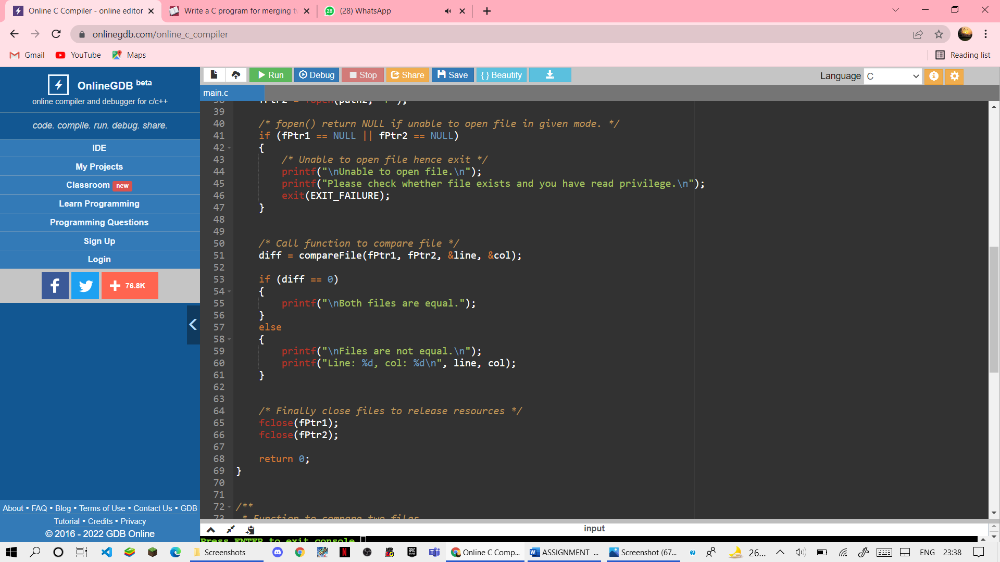 Online C Compiler - online editor
Write a C program for merging t
28
(28) WhatsApp
onlinegdb.com/online_c_compiler
Gmail
YouTube
Maps
Reading list
OnlineGDB beta
online compiler and debugger for c/c++
code. compile. run. debug. share.
IDE
My Projects
Classroom new
Learn Programming
Programming Questions
Sign Up
Login
76.8K
About • FAQ • Blog • Terms of Use • Contact Us • GDB
Tutorial • Credits • Privacy
© 2016 - 2022 GDB Online
Run
Debug
Stop
Share
Save
{ } Beautify
Language C
main.c
39
40 /* fopen() return NULL if unable to open file in given mode. */
41 if (fPtr1 == NULL || fPtr2 == NULL)
42 {
43 /* Unable to open file hence exit */
44 printf("\nUnable to open file.\n");
45 printf("Please check whether file exists and you have read privilege.\n");
46 exit(EXIT_FAILURE);
47 }
48
49
50 /* Call function to compare file */
51 diff = compareFile(fPtr1, fPtr2, &line, &col);
52
53 if (diff == 0)
54 {
55 printf("\nBoth files are equal.");
56 }
57 else
58 {
59 printf("\nFiles are not equal.\n");
60 printf("Line: %d, col: %d\n", line, col);
61 }
62
63
64 /* Finally close files to release resources */
65 fclose(fPtr1);
66 fclose(fPtr2);
67
68 return 0;
69 }
70
71
72 /**
73 * Function to compare two files
input
Press ENTER to exit console.
Screenshots
Online C Comp...
ASSIGNMENT ...
Screenshot (67...
26...
ENG
23:38